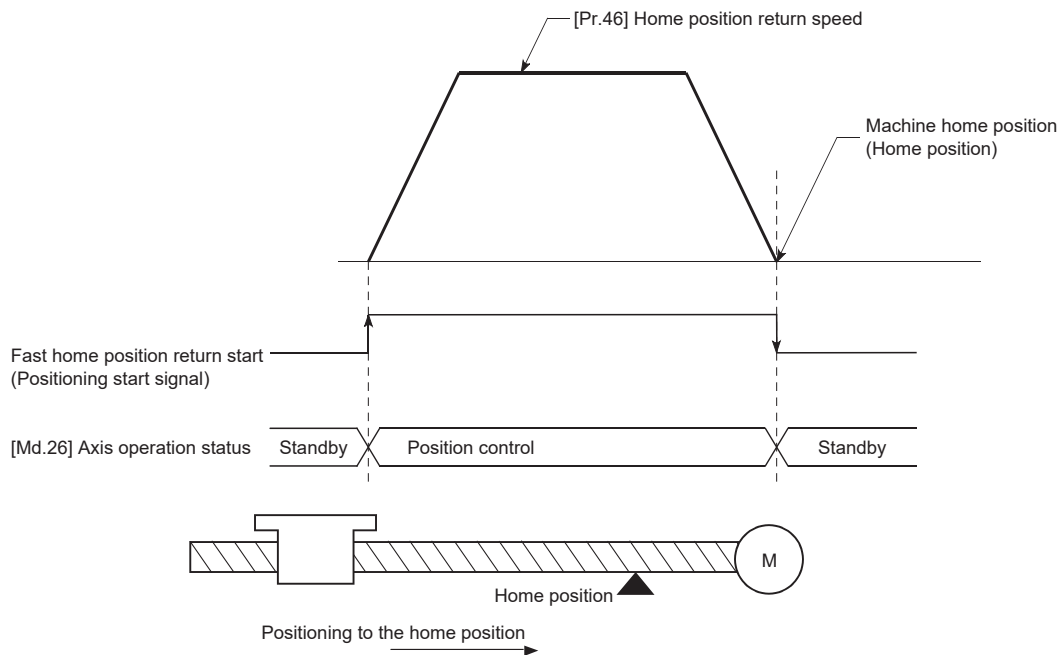 [Pr.46] Home position return speed
Machine home position
(Home position)
Fast home position return start
(Positioning start signal)
[Md.26] Axis operation status
Standby
Position control
Standby
M
Home position
Positioning to the home position